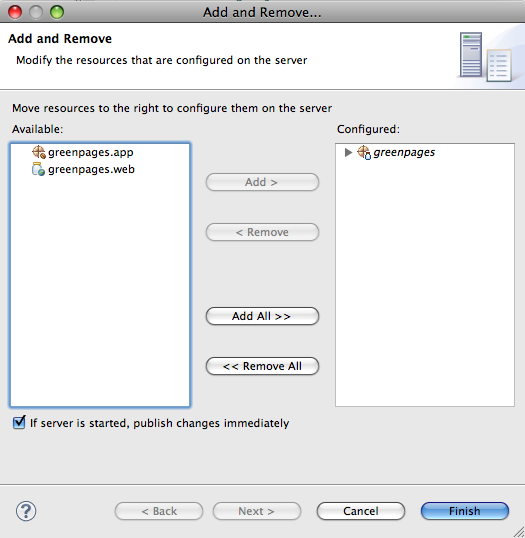 Add and Remove...
Add and Remove
Modify the resources that are configured on the server
Move resources to the right to configure them on the server
Available:
Configured:
greenpages.app
greenpages.web
greenpages
Add >
< Remove
Add All >>
<< Remove All
If server is started, publish changes immediately
?
< Back
Next >
Cancel
Finish